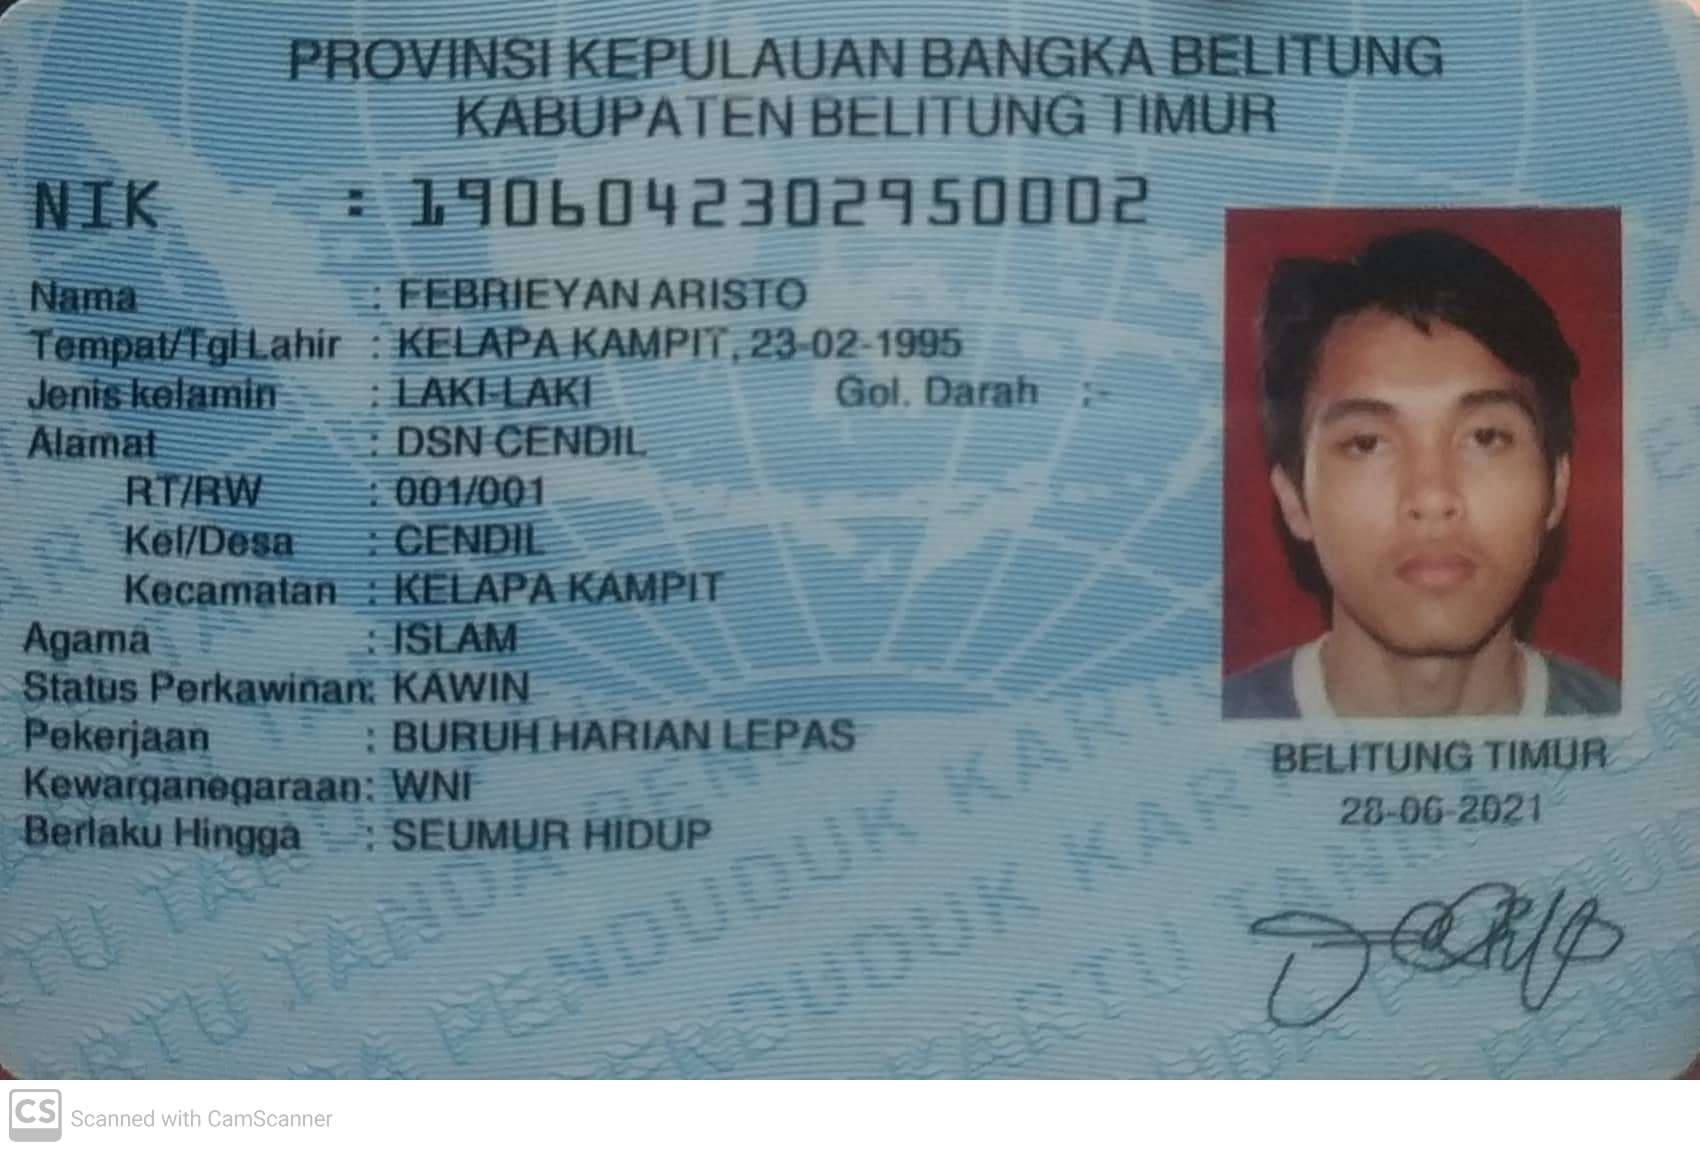 PROVINSI KEPULAUAN BANGKA BELITUNG
KABUPATEN BELITUNG TIMUR
NIK : 1906042302950002
Nama : FEBRIEYAN ARISTO
Tempat/Tgl Lahir : KELAPA KAMPIT, 23-02-1995
Jenis kelamin : LAKI-LAKI Gol. Darah :-
Alamat : DSN CENDIL
RT/RW : 001/001
Kel/Desa : CENDIL
Kecamatan : KELAPA KAMPIT
Agama : ISLAM
Status Perkawinan: KAWIN
Pekerjaan : BURUH HARIAN LEPAS
Kewarganegaraan: WNI
Berlaku Hingga : SEUMUR HIDUP
BELITUNG TIMUR
28-06-2021
CS Scanned with CamScanner